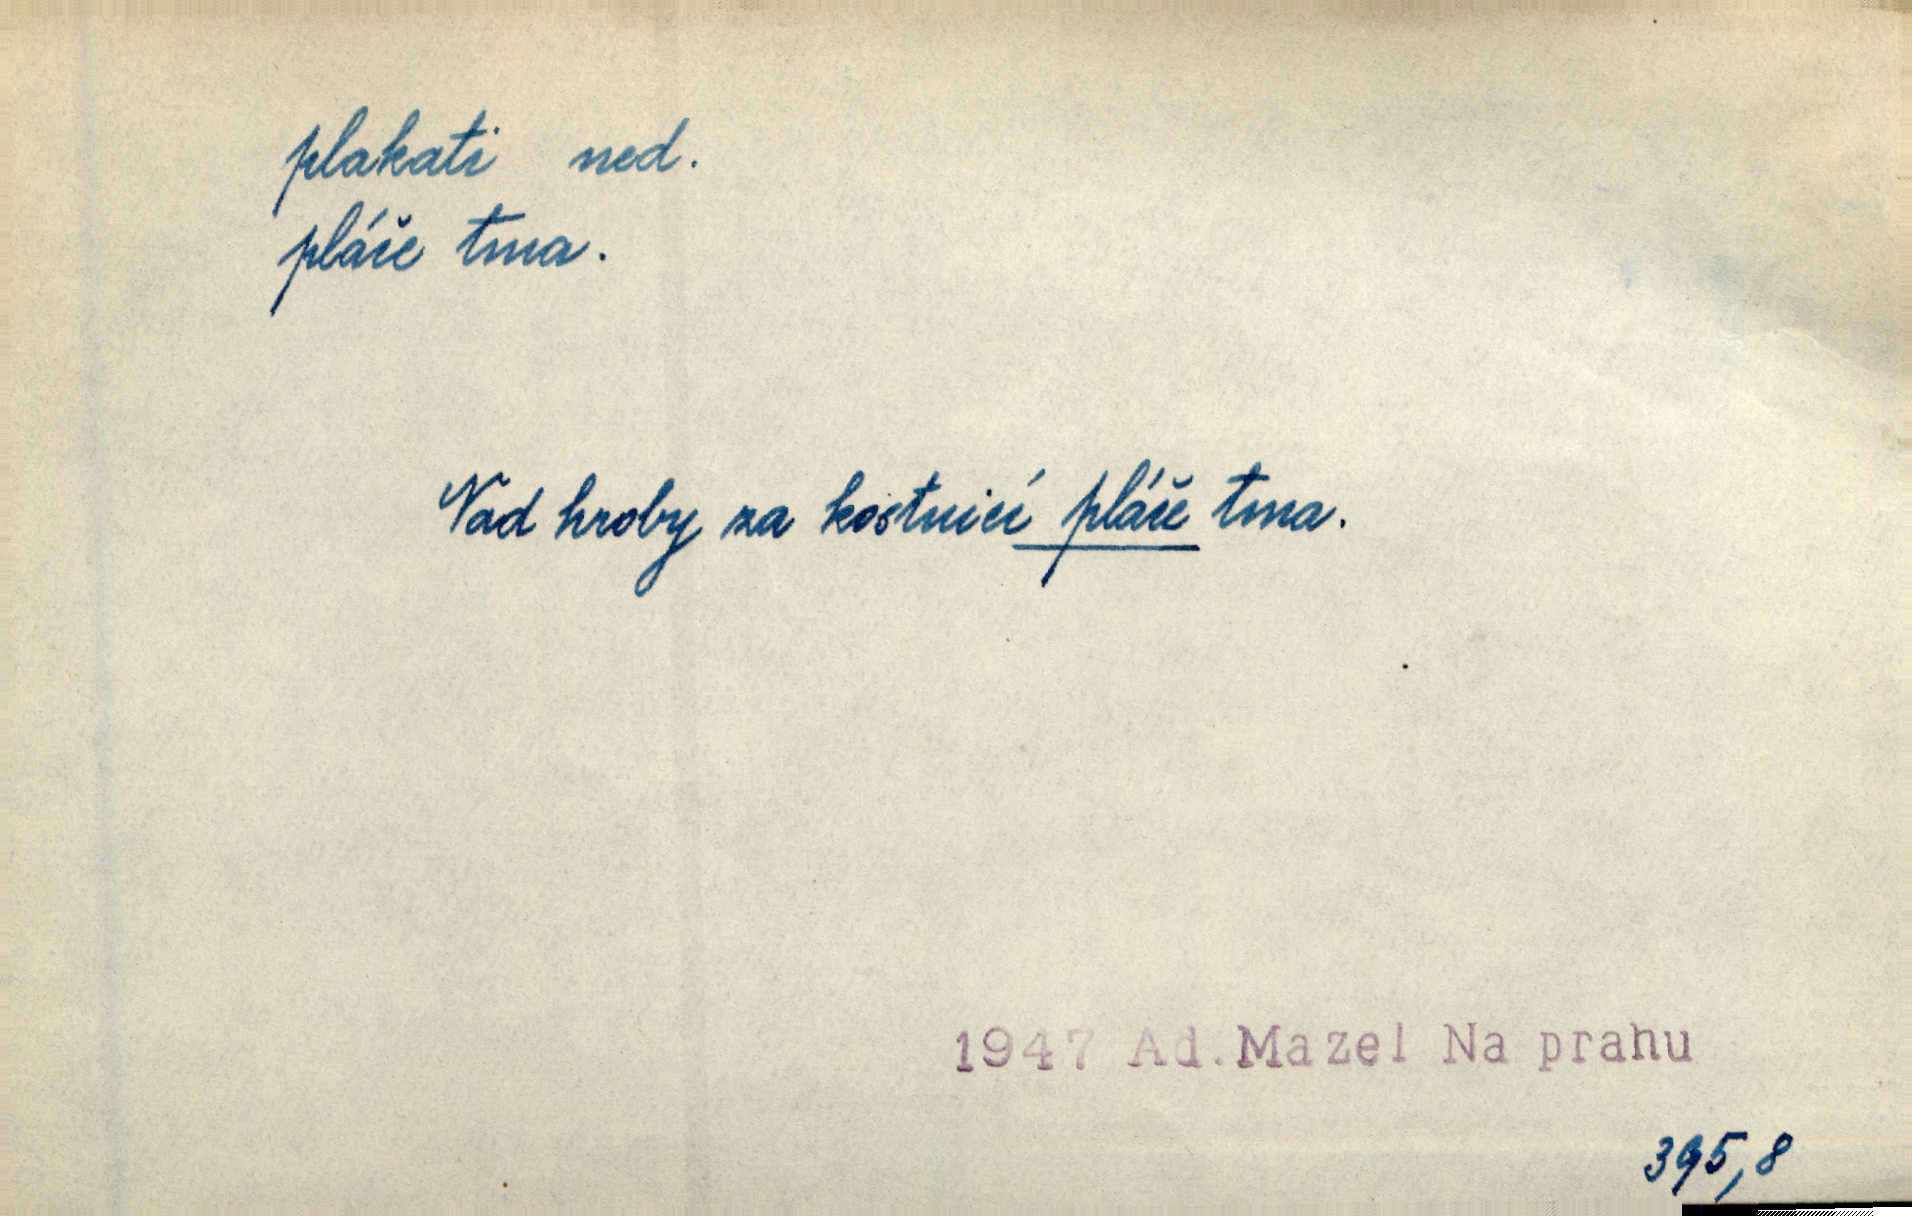 plakati ned.
pláče tma.
Nad hroby za kostnicí pláče tma.
1947 Ad.Mazel Na prahu
395,8